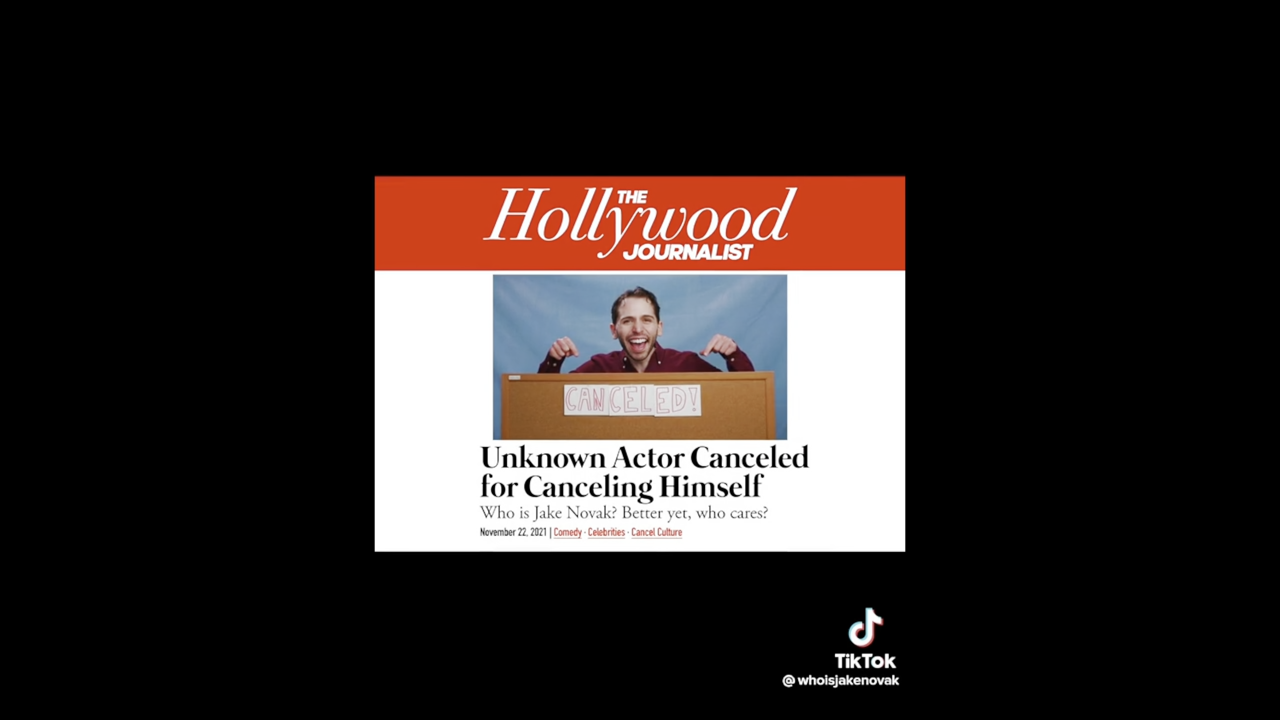 THE
Hollywood
JOURNALIST
CANCELED!
Unknown Actor Canceled
for Canceling Himself
Who is Jake Novak? Better yet, who cares?
November 22, 2021 | Comedy · Celebrities · Cancel Culture
TikTok
@whoisjakenovak